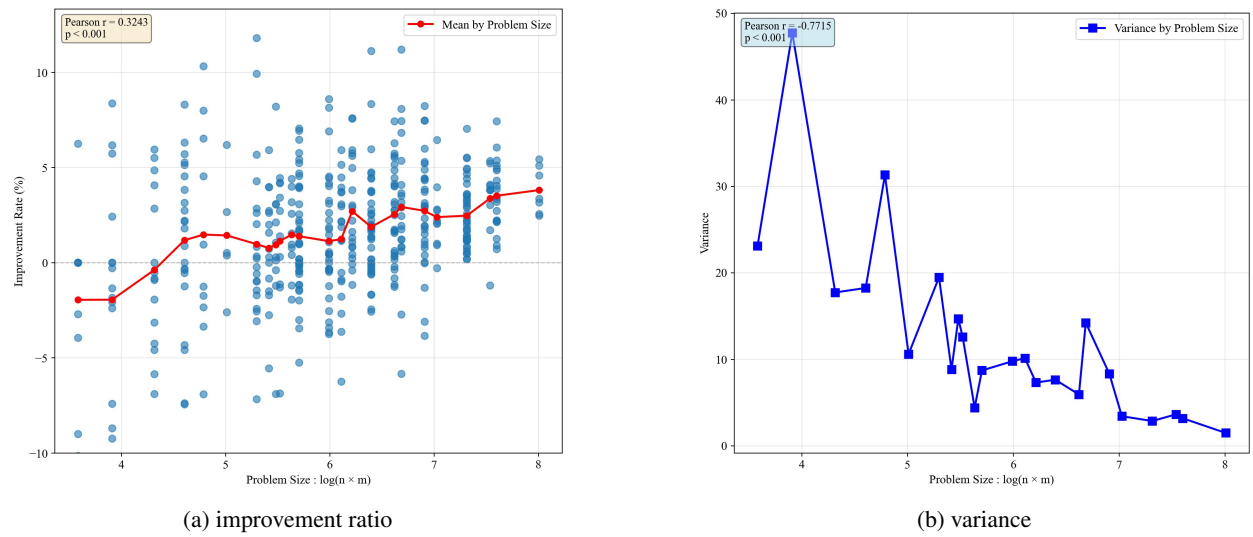 Pearson r = 0.3243
p < 0.001
Mean by Problem Size
10
5
0
−5
−10
Improvement Rate (%)
4
5
6
7
8
Problem Size : log(n × m)
(a) improvement ratio
Pearson r = -0.7715
p < 0.001
Variance by Problem Size
50
40
30
20
10
0
Variance
4
5
6
7
8
Problem Size : log(n × m)
(b) variance